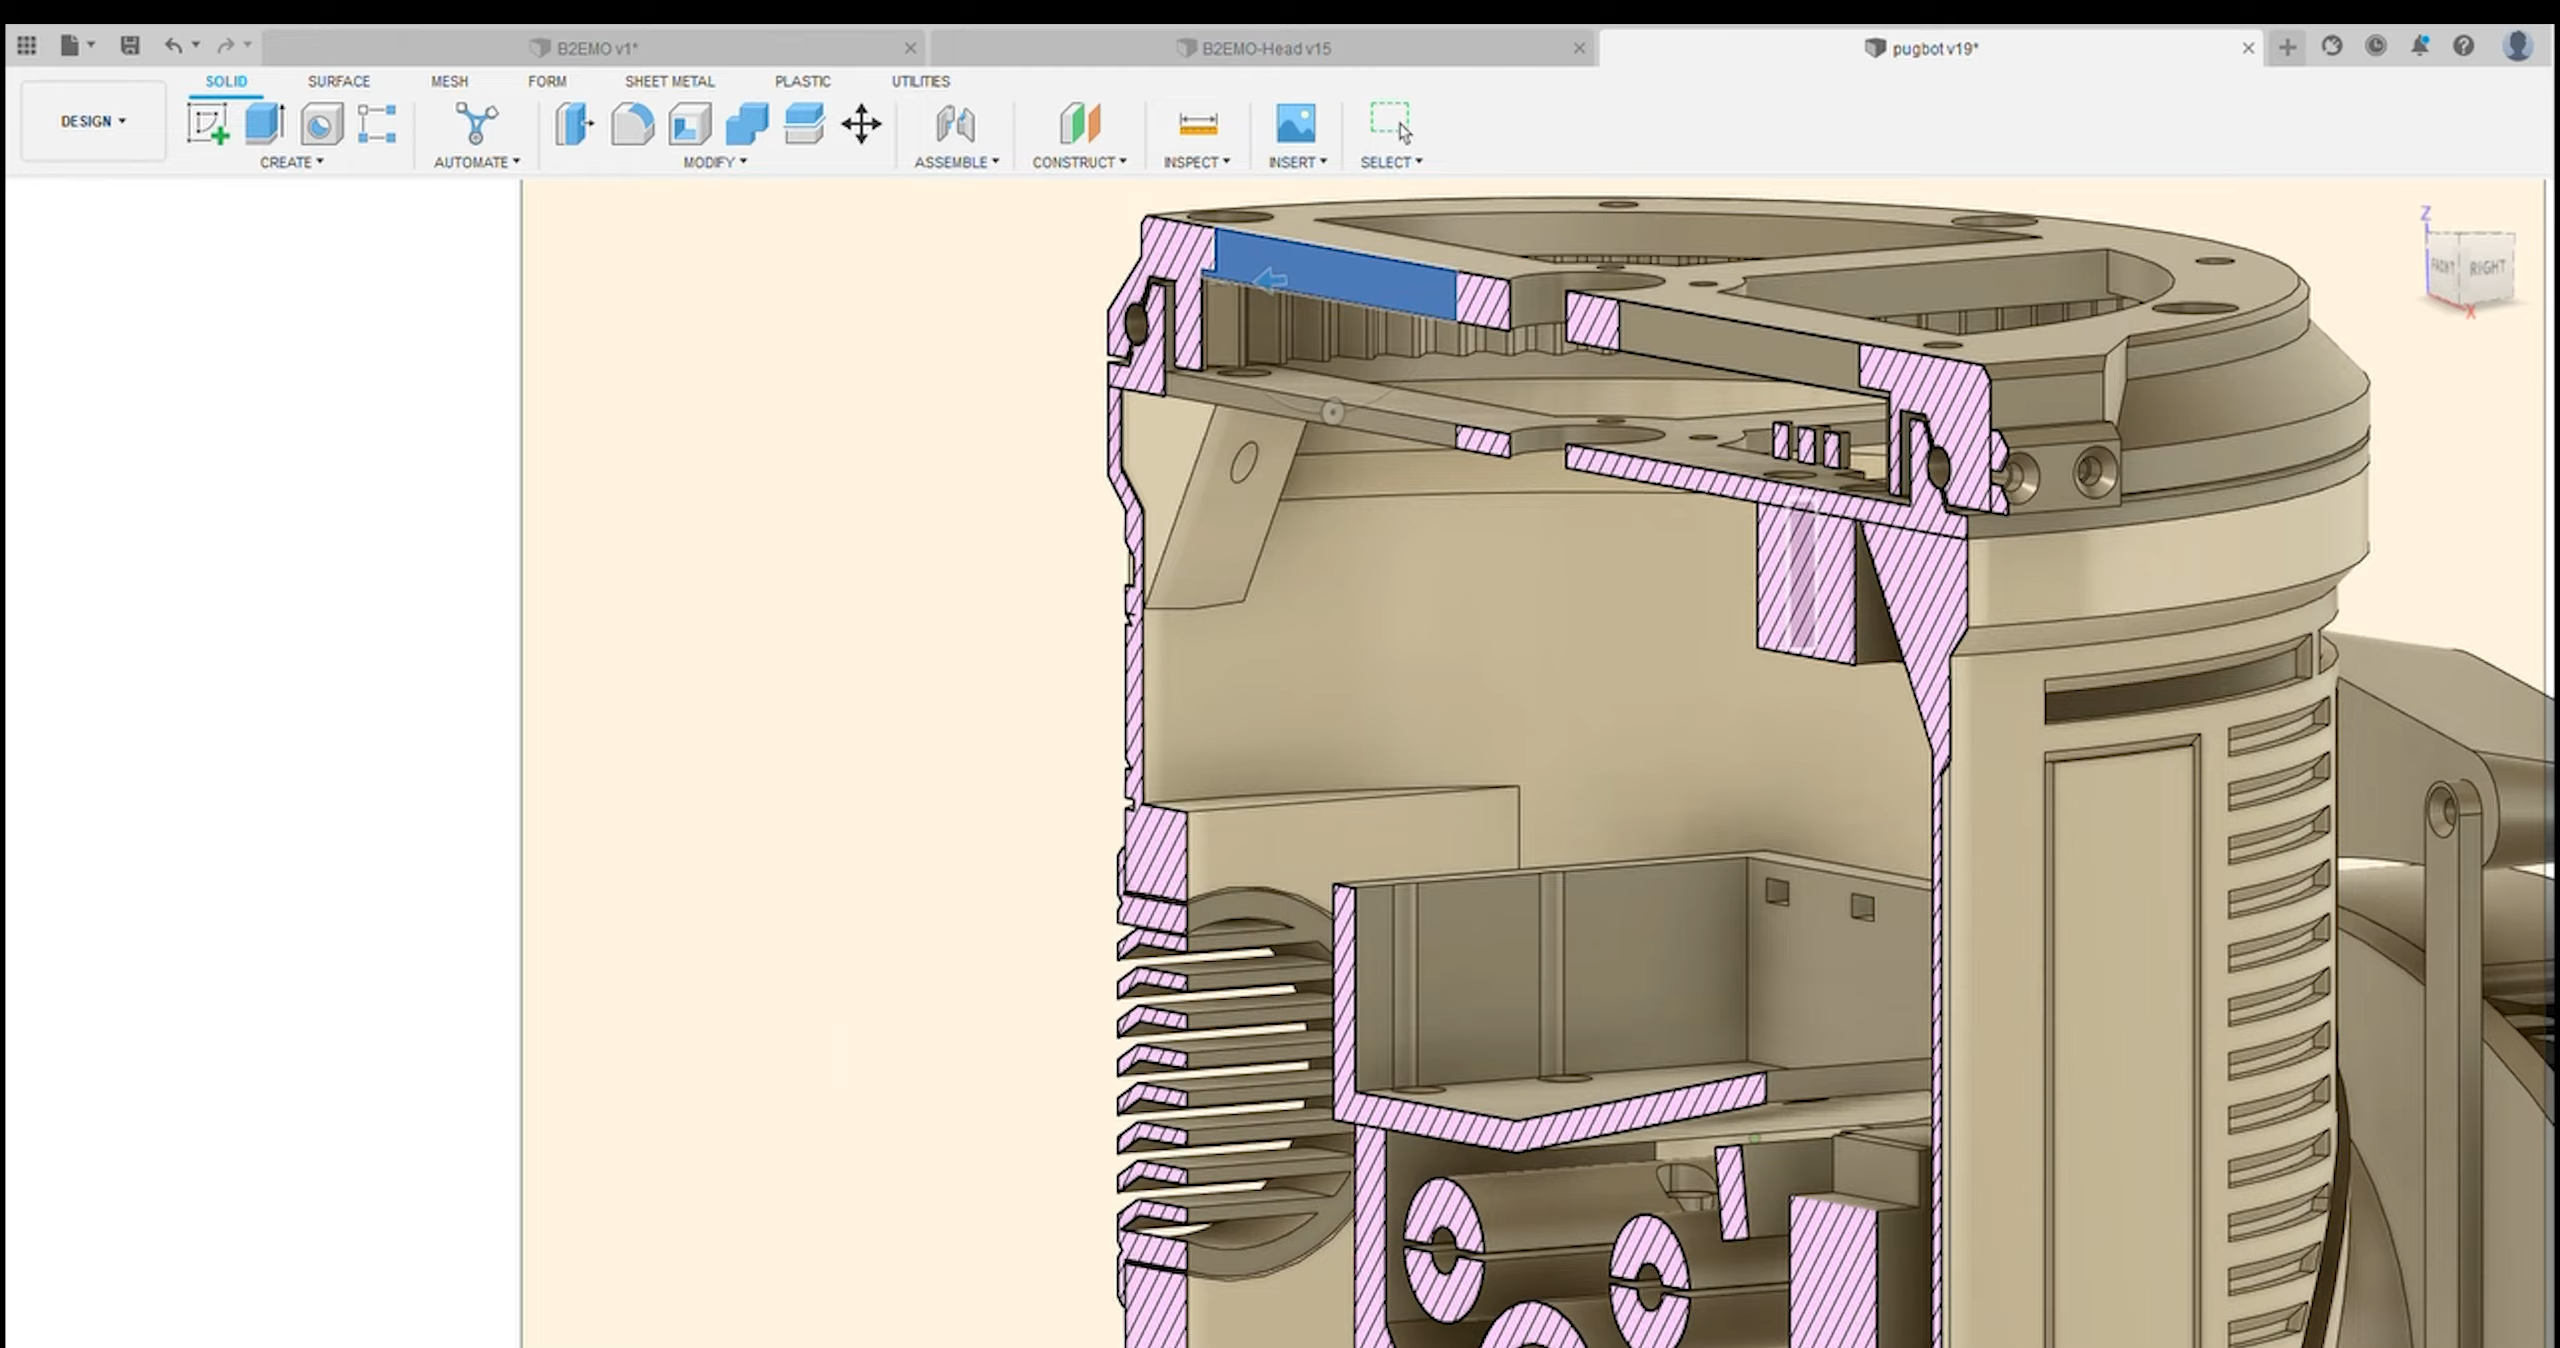 B2EMO v1*
B2EMO-Head v15
pugbot v19*
SOLID SURFACE MESH FORM SHEET METAL PLASTIC UTILITIES
DESIGN
CREATE AUTOMATE MODIFY ASSEMBLE CONSTRUCT INSPECT INSERT SELECT
Z
FRONT RIGHT
X